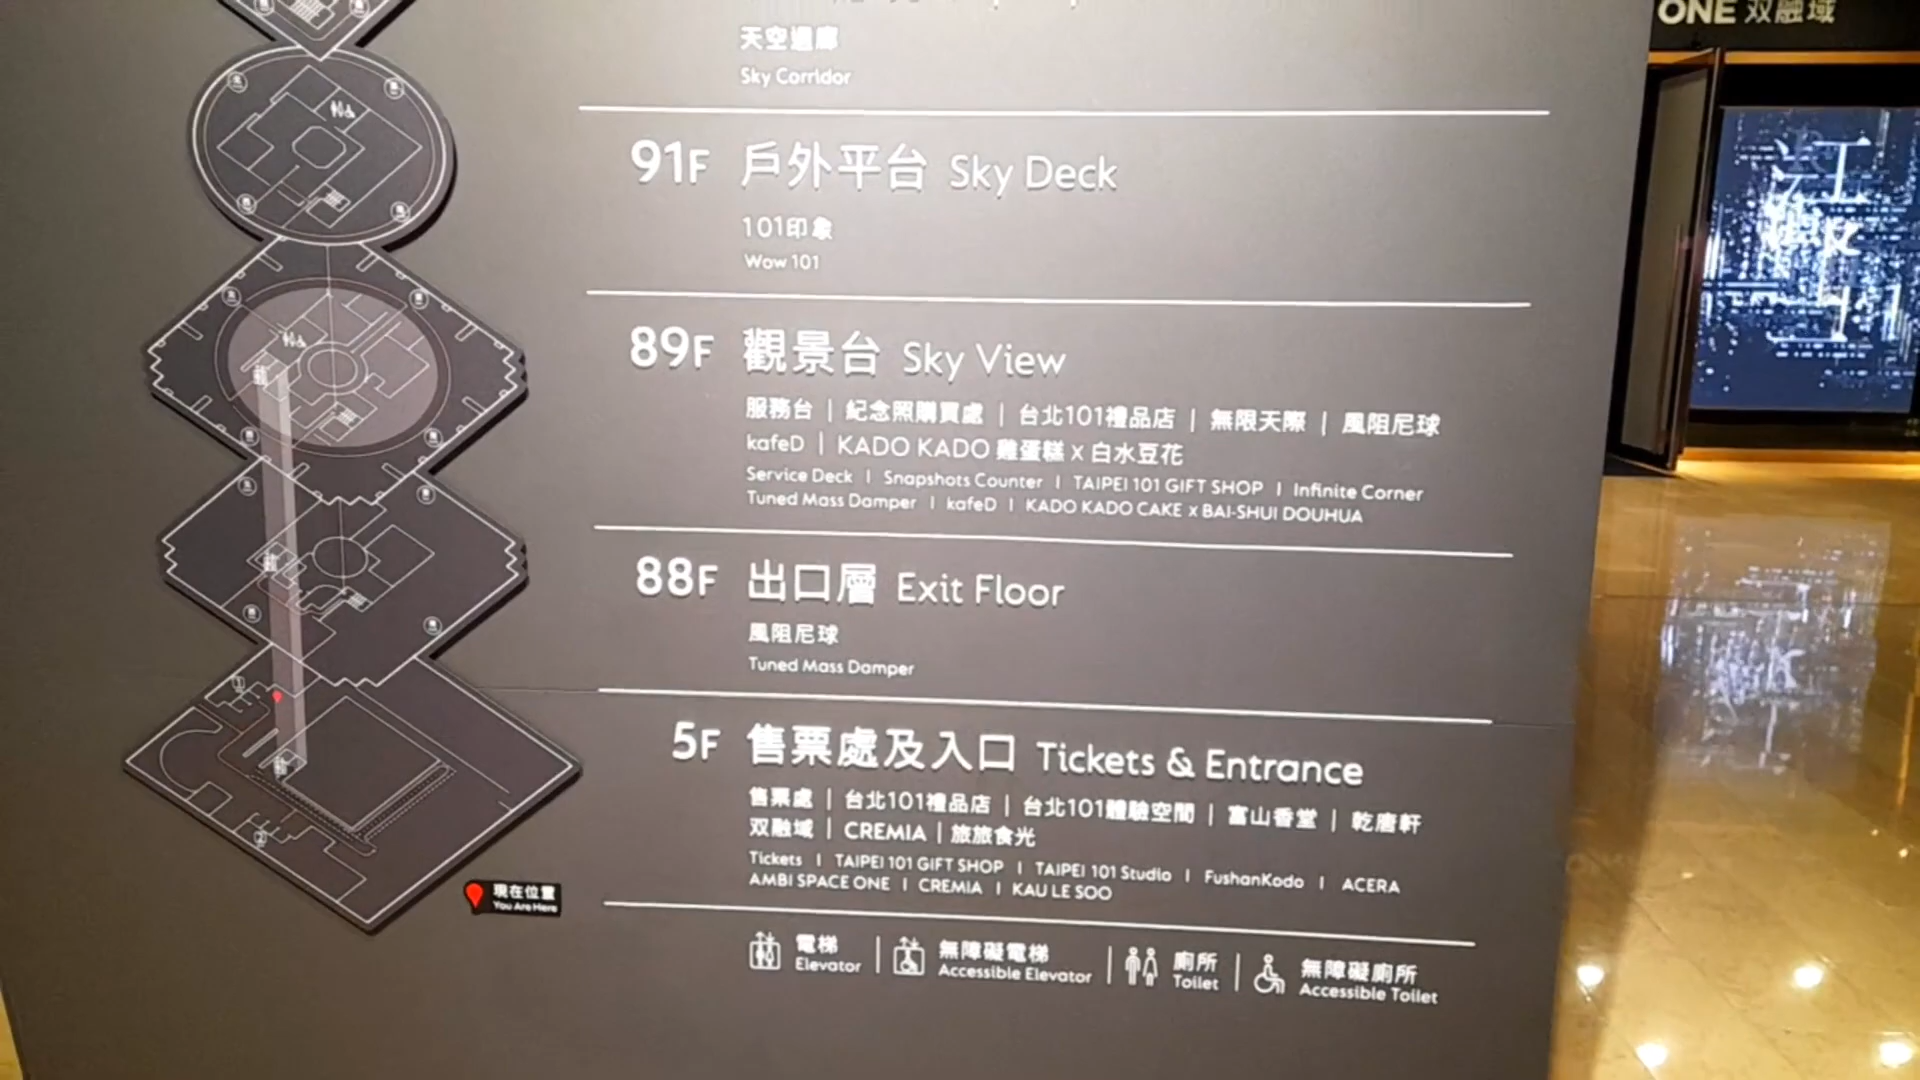 天空迴廊
Sky Corridor
ONE 双融域
91F 戶外平台 Sky Deck
101印象
Wow 101
89F 觀景台 Sky View
服務台 | 紀念照購買處 | 台北101禮品店 | 無限天際 | 風阻尼球
kafeD | KADO KADO 雞蛋糕 x 白水豆花
Service Deck | Snapshots Counter | TAIPEI 101 GIFT SHOP | Infinite Corner
Tuned Mass Damper | kafeD | KADO KADO CAKE x BAI-SHUI DOUHUA
88F 出口層 Exit Floor
風阻尼球
Tuned Mass Damper
5F 售票處及入口 Tickets & Entrance
售票處 | 台北101禮品店 | 台北101體驗空間 | 富山香堂 | 乾唐軒
双融域 | CREMIA | 旅旅食光
Tickets | TAIPEI 101 GIFT SHOP | TAIPEI 101 Studio | FushanKodo | ACERA
AMBI SPACE ONE | CREMIA | KAU LE SOO
現在位置
You Are Here
電梯 | 無障礙電梯 | 廁所 | 無障礙廁所
Elevator | Accessible Elevator | Toilet | Accessible Toilet